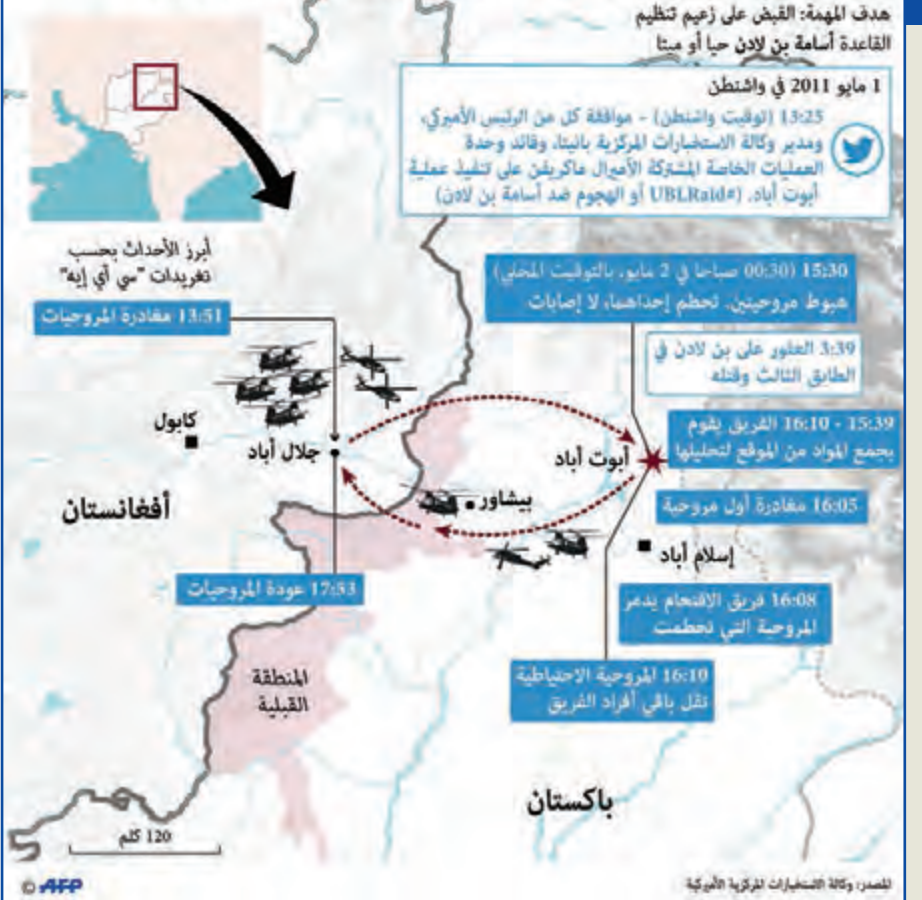 هدف المهمة: القبض على زعيم تنظيم
القاعدة أسامة بن لادن حيا أو ميتا
1 مايو 2011 في واشنطن
13:25 (توقيت واشنطن) - موافقة كل من الرئيس الأميركي،
ومدير وكالة الاستخبارات المركزية بانيتا، وقائد وحدة
العمليات الخاصة المشتركة الأميرال ماكريفن على تنفيذ عملية
أبوت أباد. (#UBLRaid أو الهجوم ضد أسامة بن لادن)
أبرز الأحداث بحسب
تغريدات "سي آي إيه"
13:51 مغادرة المروحيات
15:30 (00:30 صباحا في 2 مايو، بالتوقيت المحلي)
هبوط مروحيتين. تحطم إحداهما، لا إصابات
3:39 العثور على بن لادن في
الطابق الثالث وقتله
15:39 - 16:10 الفريق يقوم
بجمع المواد من الموقع لتحليلها
كابول
جلال أباد
أبوت أباد
بيشاور
أفغانستان
16:05 مغادرة أول مروحية
إسلام أباد
17:53 عودة المروحيات
16:08 فريق الإقتحام يدمر
المروحية التي تحطمت
16:10 المروحية الاحتياطية
تقل باقي أفراد الفريق
المنطقة
القبلية
باكستان
120 كلم
المصدر: وكالة الاستخبارات المركزية الأميركية
© AFP